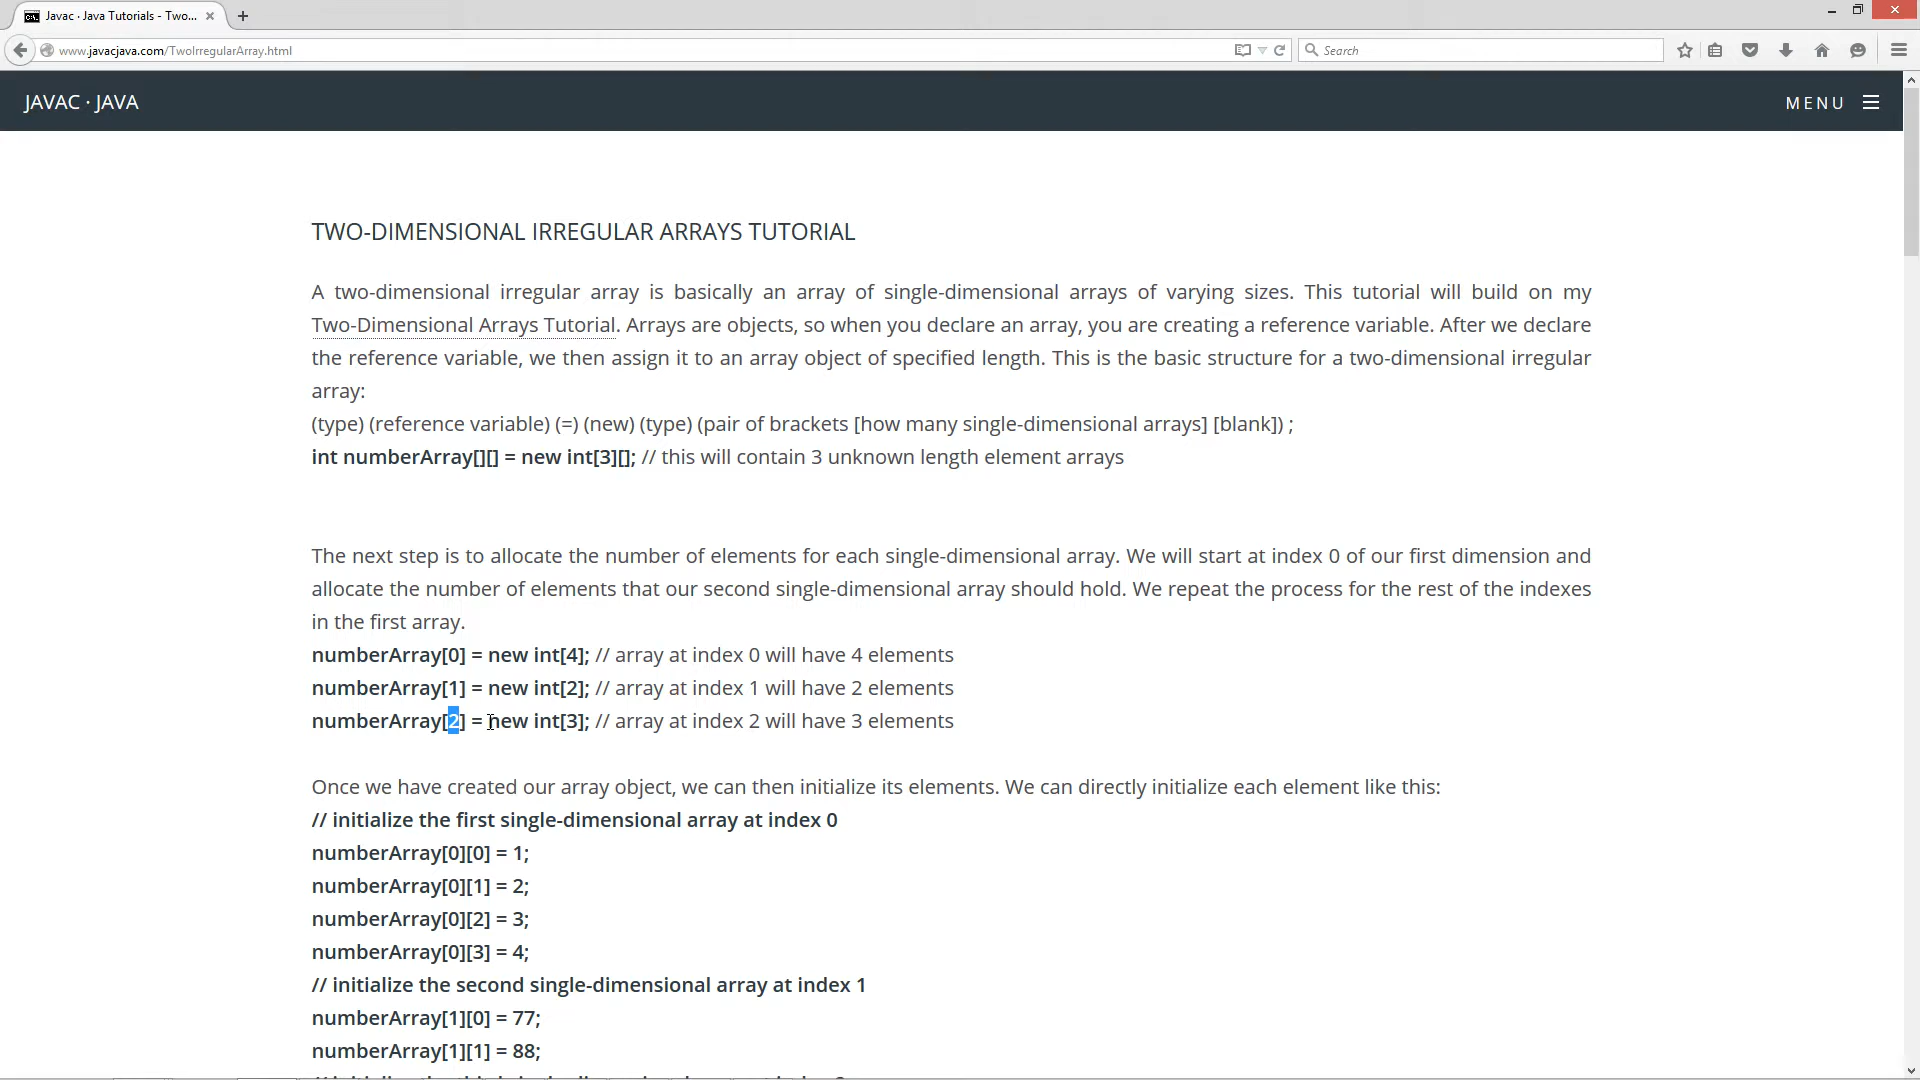 Javac · Java Tutorials - Two...
www.javacjava.com/TwoIrregularArray.html
Search
JAVAC · JAVA
MENU
TWO-DIMENSIONAL IRREGULAR ARRAYS TUTORIAL
A two-dimensional irregular array is basically an array of single-dimensional arrays of varying sizes. This tutorial will build on my
Two-Dimensional Arrays Tutorial. Arrays are objects, so when you declare an array, you are creating a reference variable. After we declare
the reference variable, we then assign it to an array object of specified length. This is the basic structure for a two-dimensional irregular
array:
(type) (reference variable) (=) (new) (type) (pair of brackets [how many single-dimensional arrays] [blank]) ;
int numberArray[][] = new int[3][]; // this will contain 3 unknown length element arrays
The next step is to allocate the number of elements for each single-dimensional array. We will start at index 0 of our first dimension and
allocate the number of elements that our second single-dimensional array should hold. We repeat the process for the rest of the indexes
in the first array.
numberArray[0] = new int[4]; // array at index 0 will have 4 elements
numberArray[1] = new int[2]; // array at index 1 will have 2 elements
numberArray[2] = new int[3]; // array at index 2 will have 3 elements
Once we have created our array object, we can then initialize its elements. We can directly initialize each element like this:
// initialize the first single-dimensional array at index 0
numberArray[0][0] = 1;
numberArray[0][1] = 2;
numberArray[0][2] = 3;
numberArray[0][3] = 4;
// initialize the second single-dimensional array at index 1
numberArray[1][0] = 77;
numberArray[1][1] = 88;